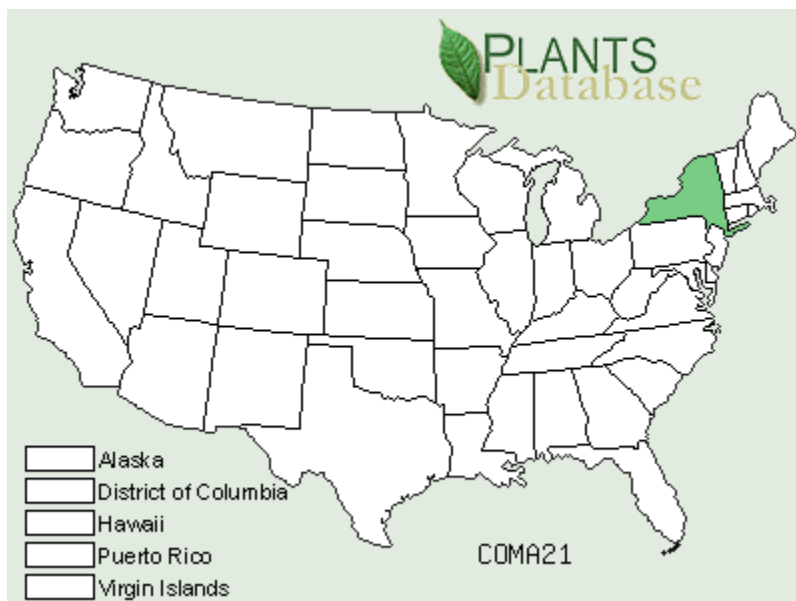 PLANTS
Database
Alaska
District of Columbia
Hawaii
Puerto Rico
Virgin Islands
COMA21